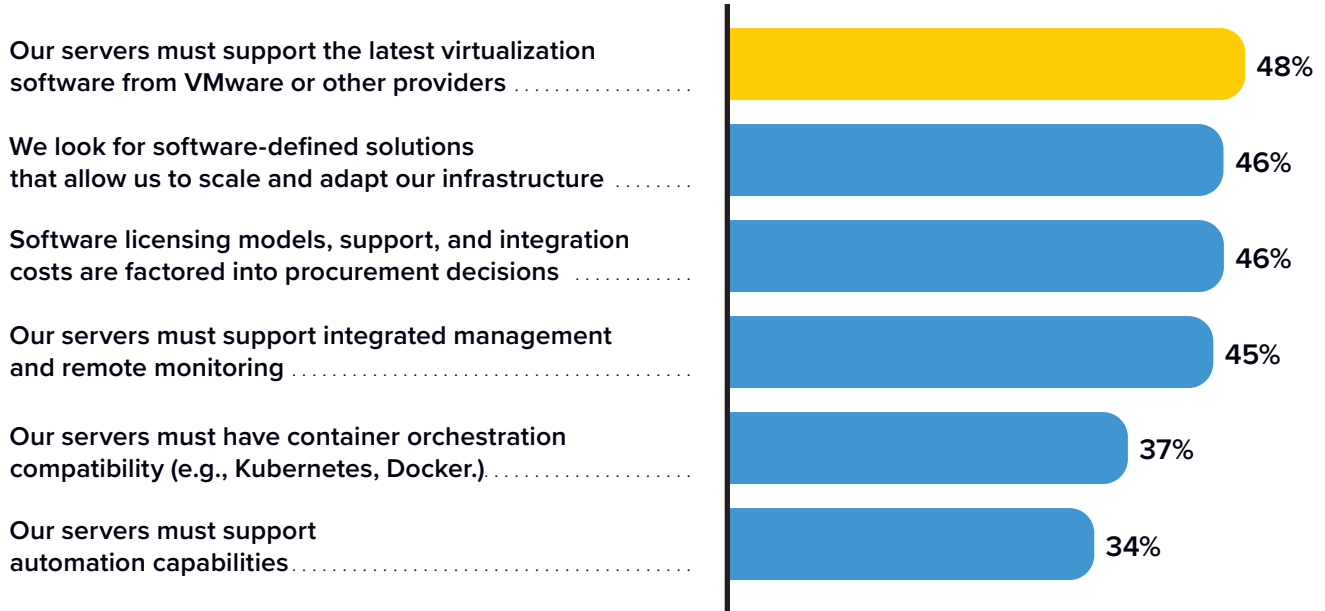 Our servers must support the latest virtualization
software from VMware or other providers 48%
We look for software-defined solutions
that allow us to scale and adapt our infrastructure 46%
Software licensing models, support, and integration
costs are factored into procurement decisions 46%
Our servers must support integrated management
and remote monitoring 45%
Our servers must have container orchestration
compatibility (e.g., Kubernetes, Docker.) 37%
Our servers must support
automation capabilities 34%